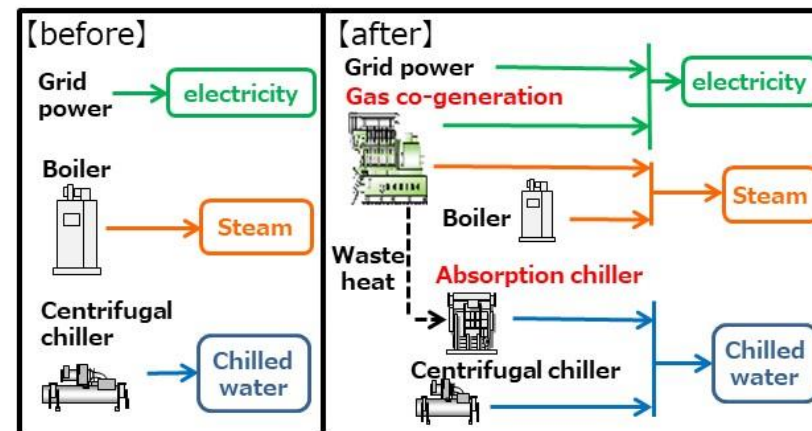 【before】
Grid
power
electricity
Boiler
Steam
Centrifugal
chiller
Chilled
water
【after】
Grid power
Gas co-generation
electricity
Boiler
Steam
Waste
heat
Absorption chiller
Centrifugal chiller
Chilled
water